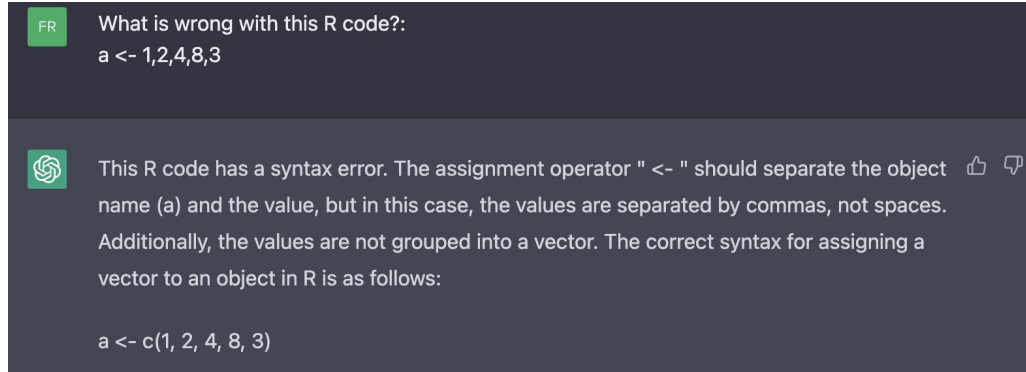 FR
What is wrong with this R code?:
a <- 1,2,4,8,3
This R code has a syntax error. The assignment operator " <- " should separate the object
name (a) and the value, but in this case, the values are separated by commas, not spaces.
Additionally, the values are not grouped into a vector. The correct syntax for assigning a
vector to an object in R is as follows:
a <- c(1, 2, 4, 8, 3)